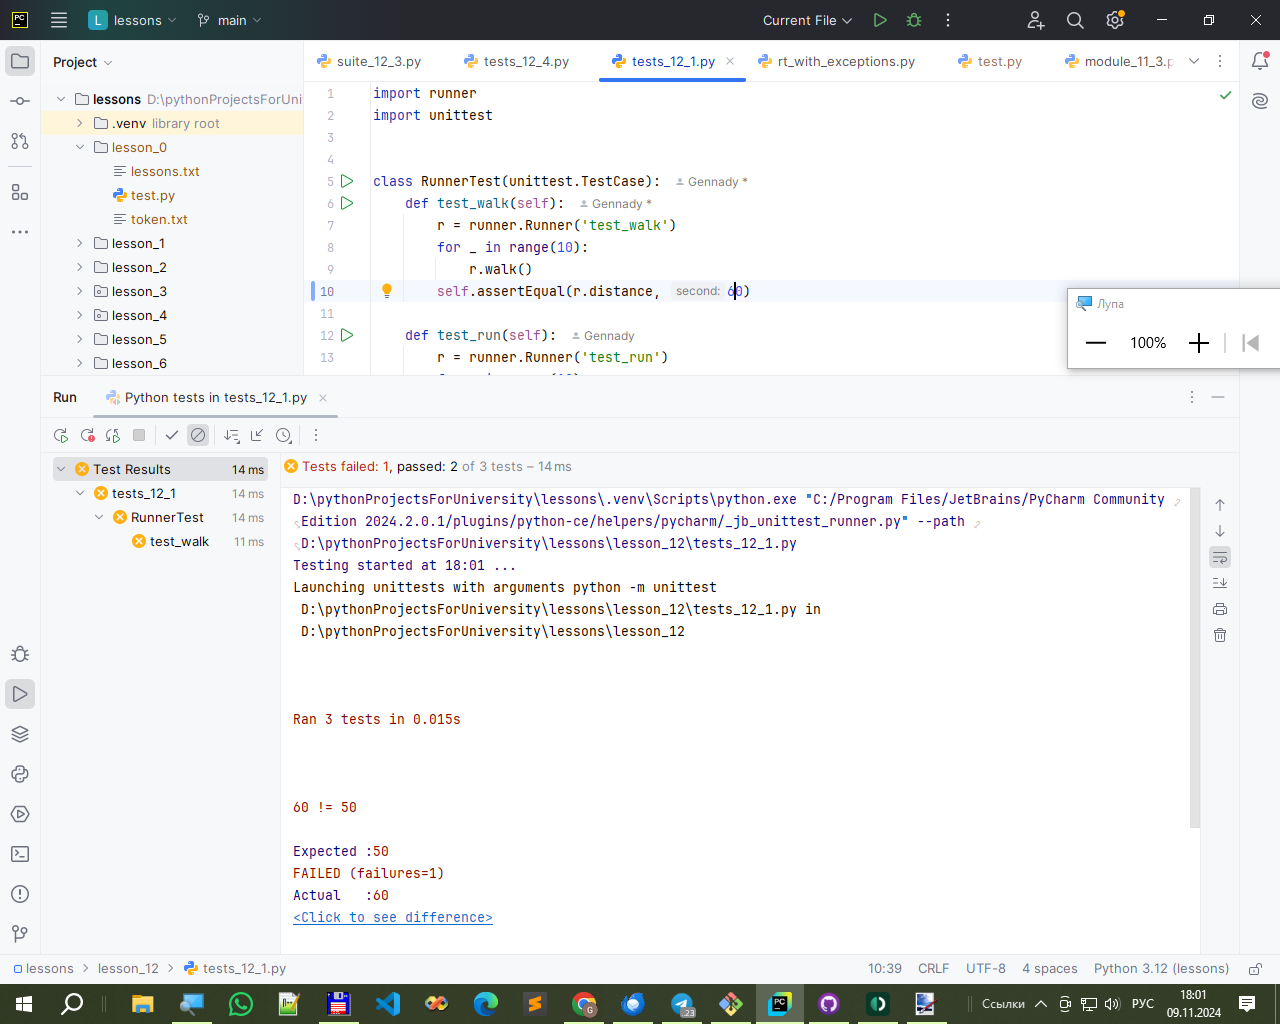 PC
L
lessons
main
Current File
Project
suite_12_3.py
tests_12_4.py
tests_12_1.py
rt_with_exceptions.py
test.py
module_11_3.p
lessons D:\pythonProjectsForUni
.venv library root
lesson_0
lessons.txt
test.py
token.txt
lesson_1
lesson_2
lesson_3
lesson_4
lesson_5
lesson_6
1 import runner
2 import unittest
3
4
5 class RunnerTest(unittest.TestCase): Gennady *
6 def test_walk(self): Gennady *
7 r = runner.Runner('test_walk')
8 for _ in range(10):
9 r.walk()
10 self.assertEqual(r.distance, second: 60)
11
12 def test_run(self): Gennady
13 r = runner.Runner('test_run')
Лупа
100%
Run
Python tests in tests_12_1.py
Test Results 14 ms
tests_12_1 14 ms
RunnerTest 14 ms
test_walk 11 ms
Tests failed: 1, passed: 2 of 3 tests – 14 ms
D:\pythonProjectsForUniversity\lessons\.venv\Scripts\python.exe "C:/Program Files/JetBrains/PyCharm Community
Edition 2024.2.0.1/plugins/python-ce/helpers/pycharm/_jb_unittest_runner.py" --path
D:\pythonProjectsForUniversity\lessons\lesson_12\tests_12_1.py
Testing started at 18:01 ...
Launching unittests with arguments python -m unittest
D:\pythonProjectsForUniversity\lessons\lesson_12\tests_12_1.py in
D:\pythonProjectsForUniversity\lessons\lesson_12
Ran 3 tests in 0.015s
60 != 50
Expected :50
FAILED (failures=1)
Actual   :60
<Click to see difference>
lessons
lesson_12
tests_12_1.py
10:39
CRLF
UTF-8
4 spaces
Python 3.12 (lessons)
G
23
PC
Ссылки
РУС
18:01
09.11.2024